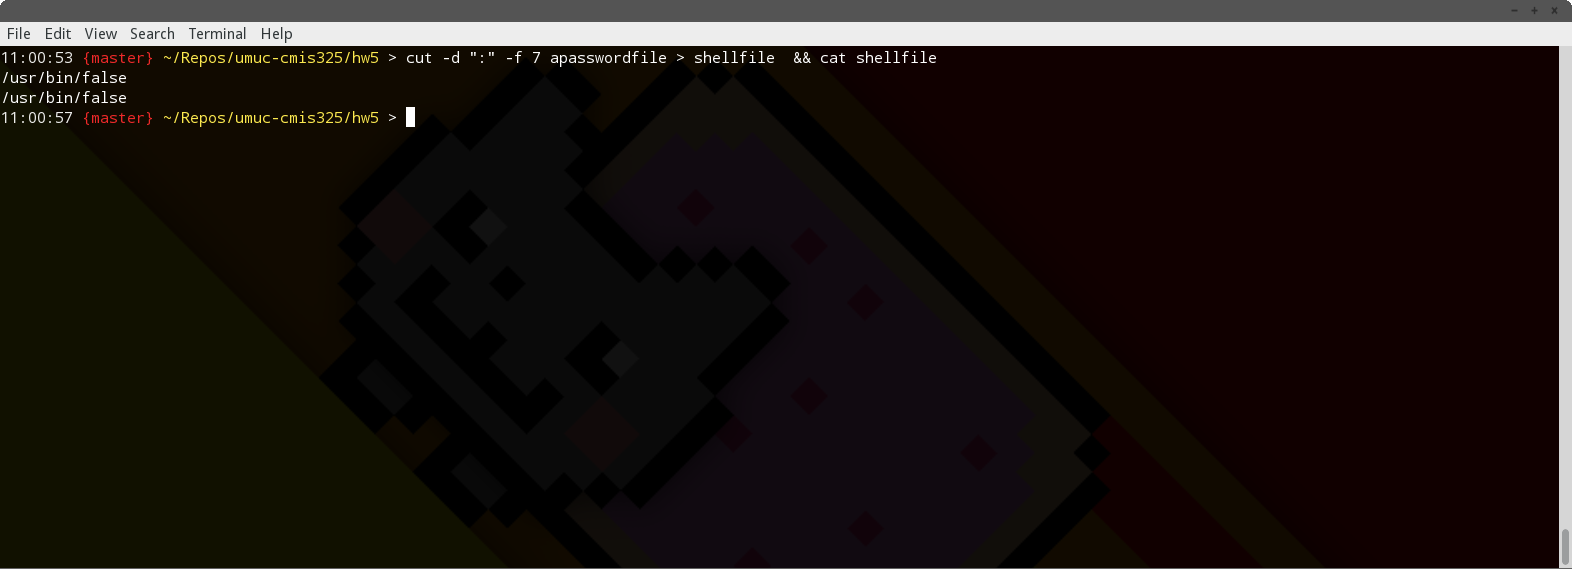 File Edit View Search Terminal Help
11:00:53 {master} ~/Repos/umuc-cmis325/hw5 > cut -d ":" -f 7 apasswordfile > shellfile  && cat shellfile
/usr/bin/false
/usr/bin/false
11:00:57 {master} ~/Repos/umuc-cmis325/hw5 >